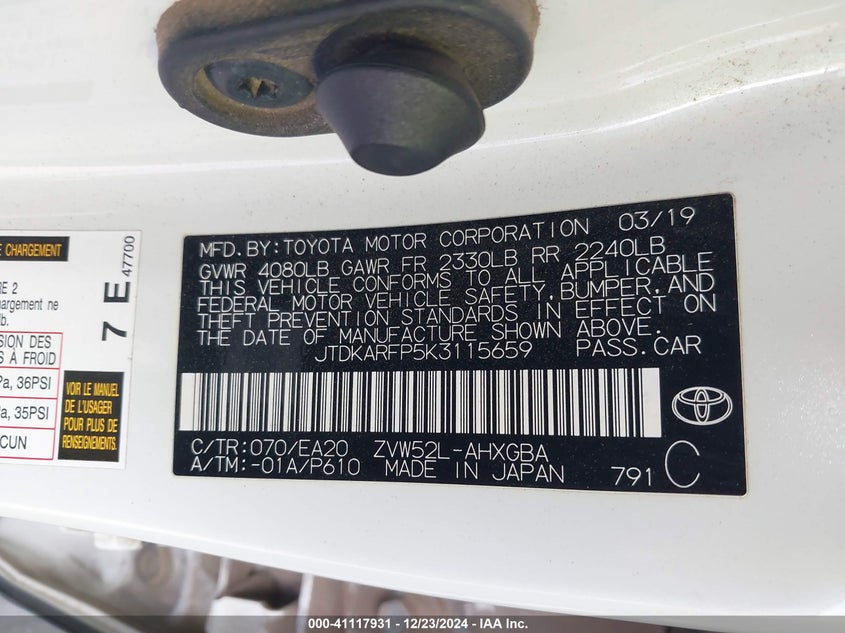 E CHARGEMENT
7 E 47700
RE 2
hargement ne
lb.
SION DES
S À FROID
Pa, 36PSI
Pa, 35PSI
CUN
VOIR LE MANUEL
DE L'USAGER
POUR PLUS DE
RENSEIGNEMENTS
MFD. BY: TOYOTA MOTOR CORPORATION 03/19
GVWR 4080LB GAWR FR 2330LB RR 2240LB
THIS VEHICLE CONFORMS TO ALL APPLICABLE
FEDERAL MOTOR VEHICLE SAFETY, BUMPER, AND
THEFT PREVENTION STANDARDS IN EFFECT ON
THE DATE OF MANUFACTURE SHOWN ABOVE.
JTDKARFP5K3115659 PASS. CAR
C/TR: 070/EA20 ZVW52L-AHXGBA
A/TM: -01A/P610 MADE IN JAPAN 791 C
000-41117931 - 12/23/2024 - IAA Inc.